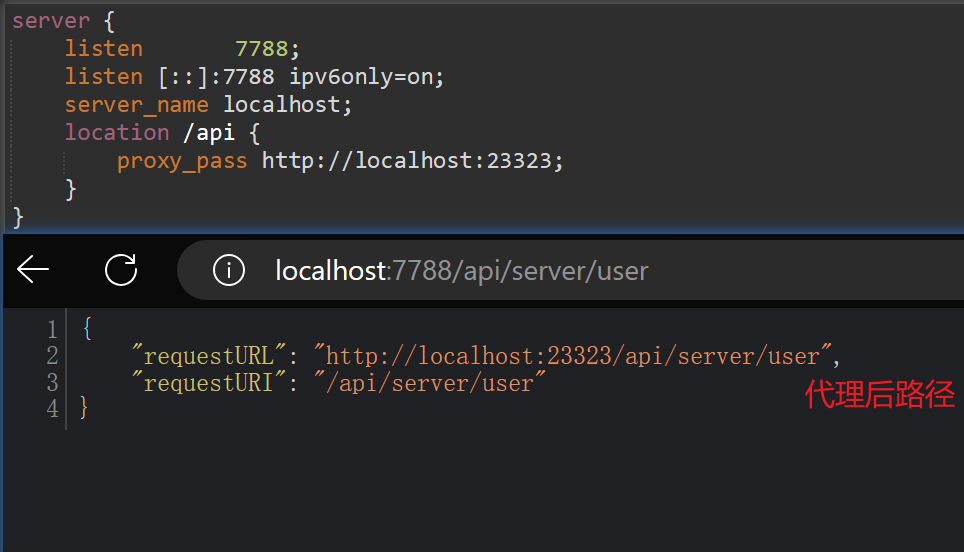 server {
    listen       7788;
    listen [::]:7788 ipv6only=on;
    server_name localhost;
    location /api {
        proxy_pass http://localhost:23323;
    }
}
localhost:7788/api/server/user
1 {
2     "requestURL": "http://localhost:23323/api/server/user",
3     "requestURI": "/api/server/user"
代理后路径
4 }